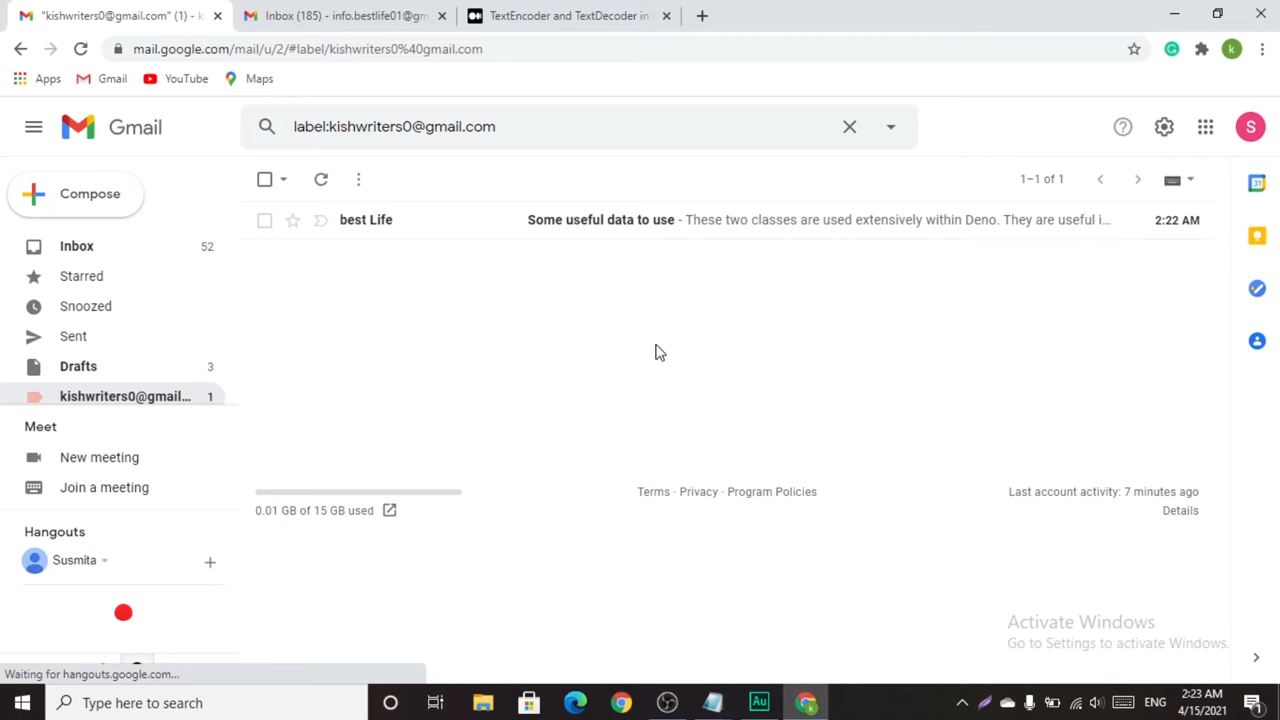 "kishwriters0@gmail.com" (1) - k
Inbox (185) - info.bestlife01@gm
TextEncoder and TextDecoder in
mail.google.com/mail/u/2/#label/kishwriters0%40gmail.com
k
Apps
Gmail
YouTube
Maps
Gmail
label:kishwriters0@gmail.com
S
Compose
1–1 of 1
31
best Life
Some useful data to use - These two classes are used extensively within Deno. They are useful i...
2:22 AM
Inbox
52
Starred
Snoozed
Sent
Drafts
3
kishwriters0@gmail...
1
Meet
New meeting
Join a meeting
Hangouts
Susmita
0.01 GB of 15 GB used
Terms · Privacy · Program Policies
Last account activity: 7 minutes ago
Details
Activate Windows
Go to Settings to activate Windows.
Waiting for hangouts.google.com...
Type here to search
Au
ENG
2:23 AM
4/15/2021
1